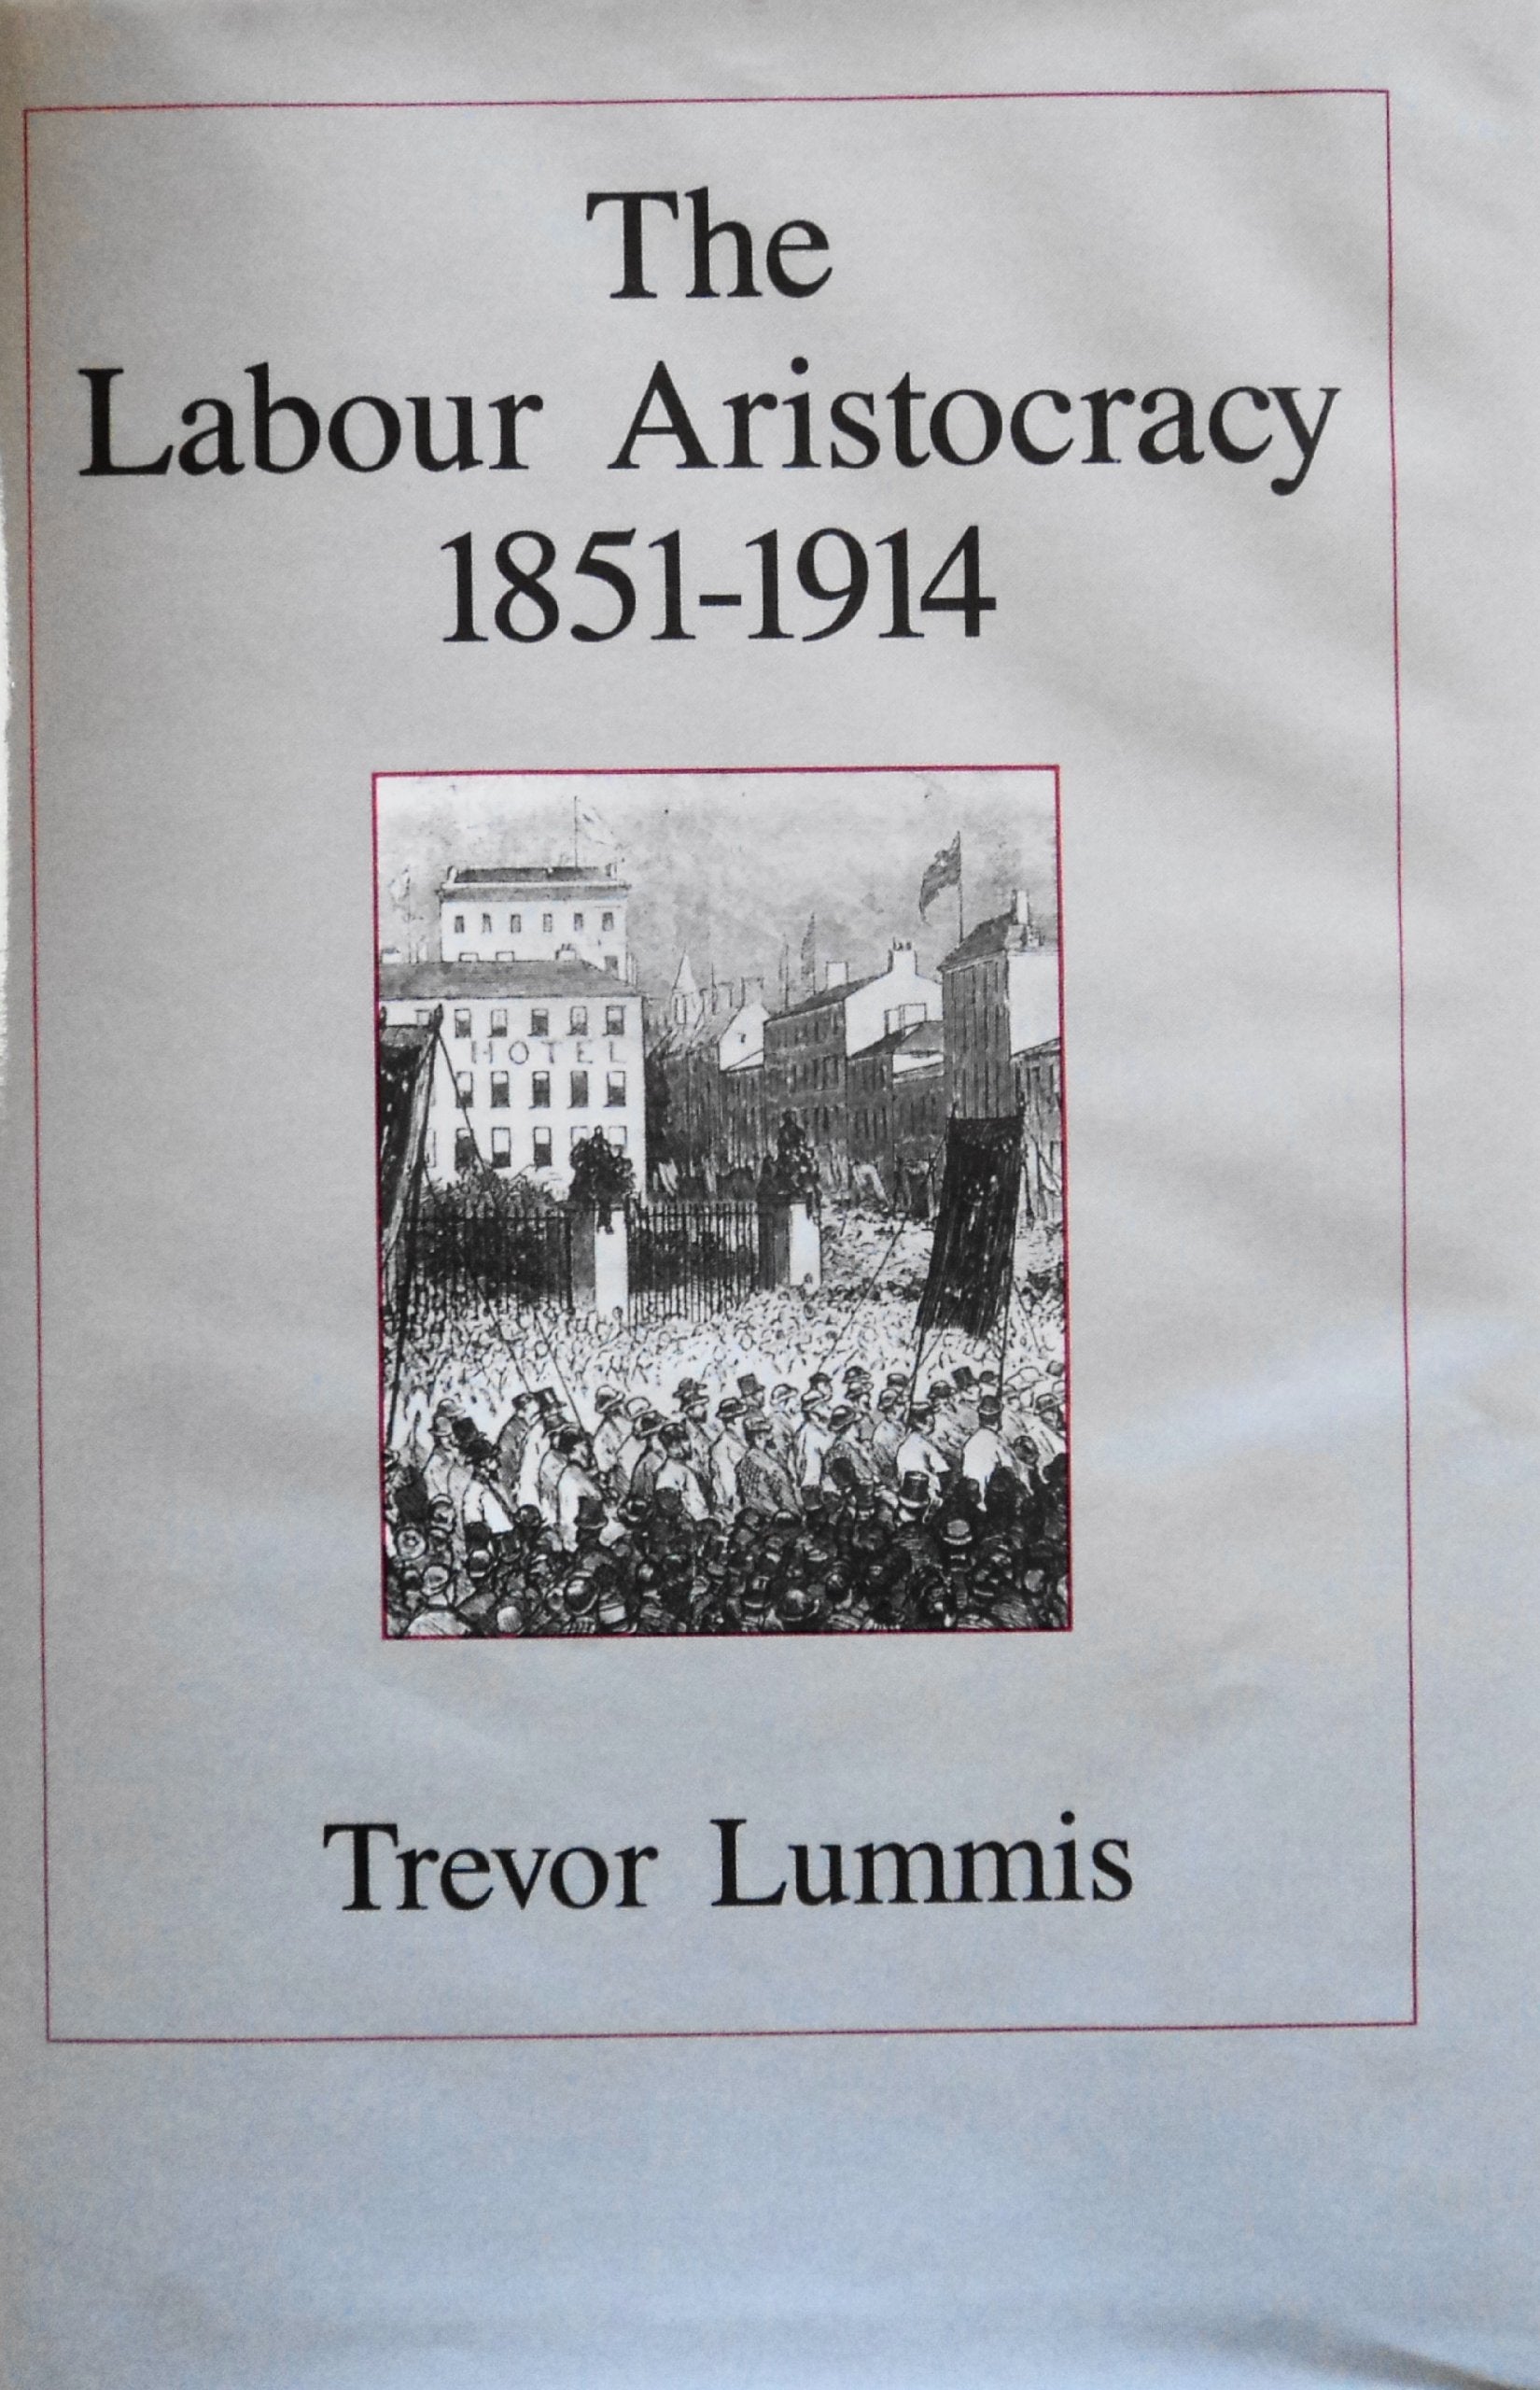 The
Labour Aristocracy
1851-1914
HOTEL
Trevor Lummis